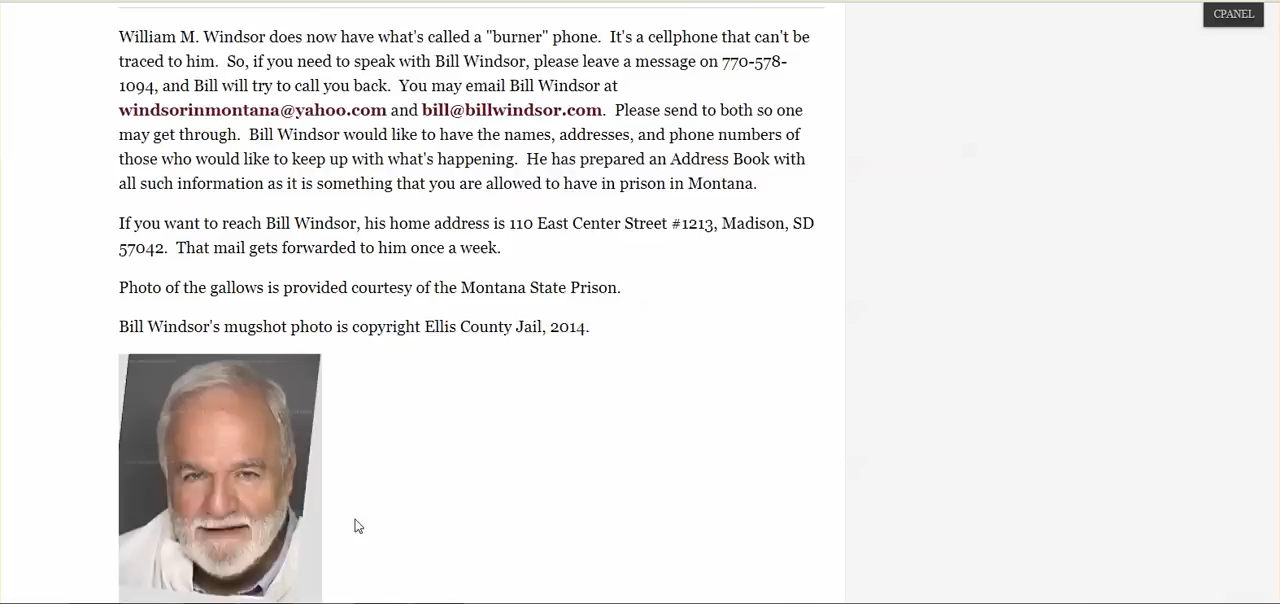 CPANEL
William M. Windsor does now have what's called a "burner" phone.  It's a cellphone that can't be
traced to him.  So, if you need to speak with Bill Windsor, please leave a message on 770-578-
1094, and Bill will try to call you back.  You may email Bill Windsor at
windsorinmontana@yahoo.com and bill@billwindsor.com.  Please send to both so one
may get through.  Bill Windsor would like to have the names, addresses, and phone numbers of
those who would like to keep up with what's happening.  He has prepared an Address Book with
all such information as it is something that you are allowed to have in prison in Montana.
If you want to reach Bill Windsor, his home address is 110 East Center Street #1213, Madison, SD
57042.  That mail gets forwarded to him once a week.
Photo of the gallows is provided courtesy of the Montana State Prison.
Bill Windsor's mugshot photo is copyright Ellis County Jail, 2014.